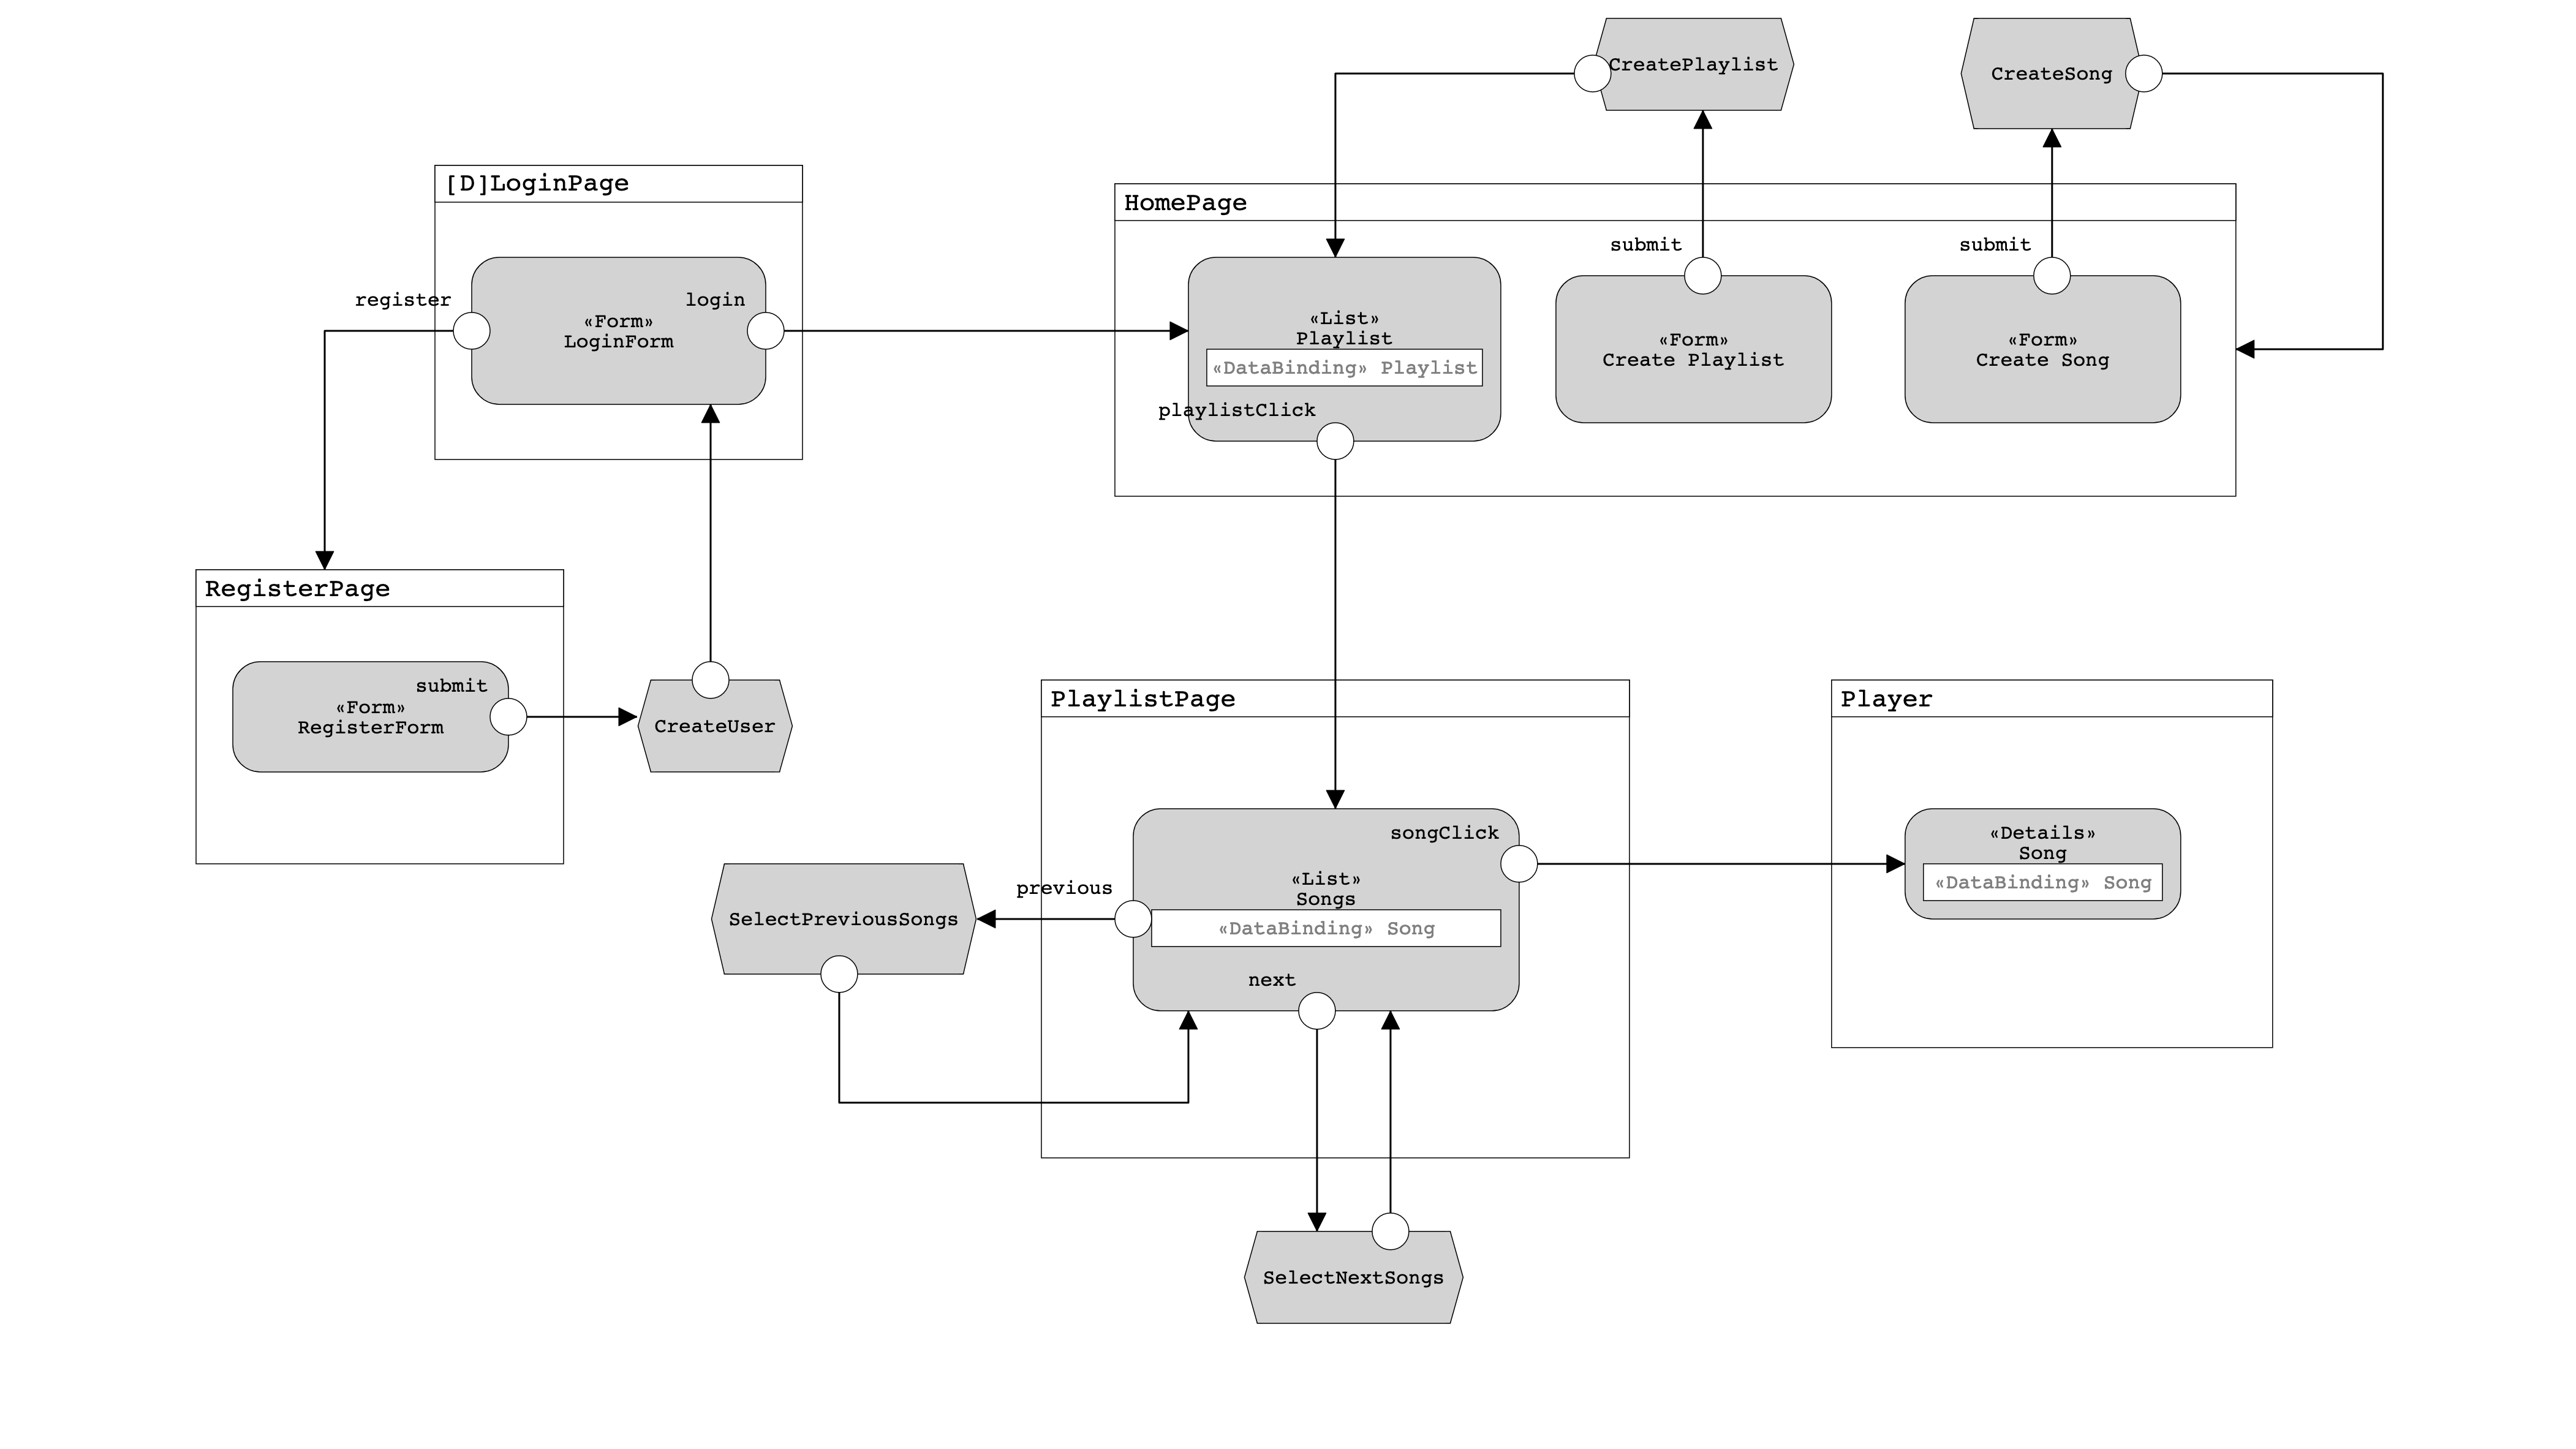 CreatePlaylist
CreateSong
[D]LoginPage
HomePage
submit
submit
register
login
«Form»
LoginForm
«List»
Playlist
«DataBinding» Playlist
playlistClick
«Form»
Create Playlist
«Form»
Create Song
RegisterPage
submit
«Form»
RegisterForm
CreateUser
PlaylistPage
Player
songClick
«Details»
Song
«DataBinding» Song
previous
SelectPreviousSongs
«List»
Songs
«DataBinding» Song
next
SelectNextSongs